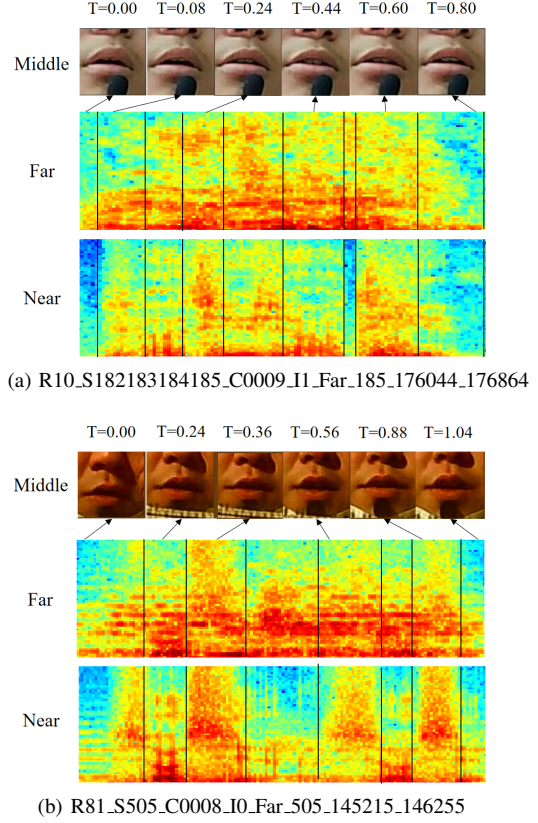 T=0.00 T=0.08 T=0.24 T=0.44 T=0.60 T=0.80
Middle
Far
Near
(a) R10_S182183184185_C0009_I1_Far_185_176044_176864
T=0.00 T=0.24 T=0.36 T=0.56 T=0.88 T=1.04
Middle
Far
Near
(b) R81_S505_C0008_I0_Far_505_145215_146255